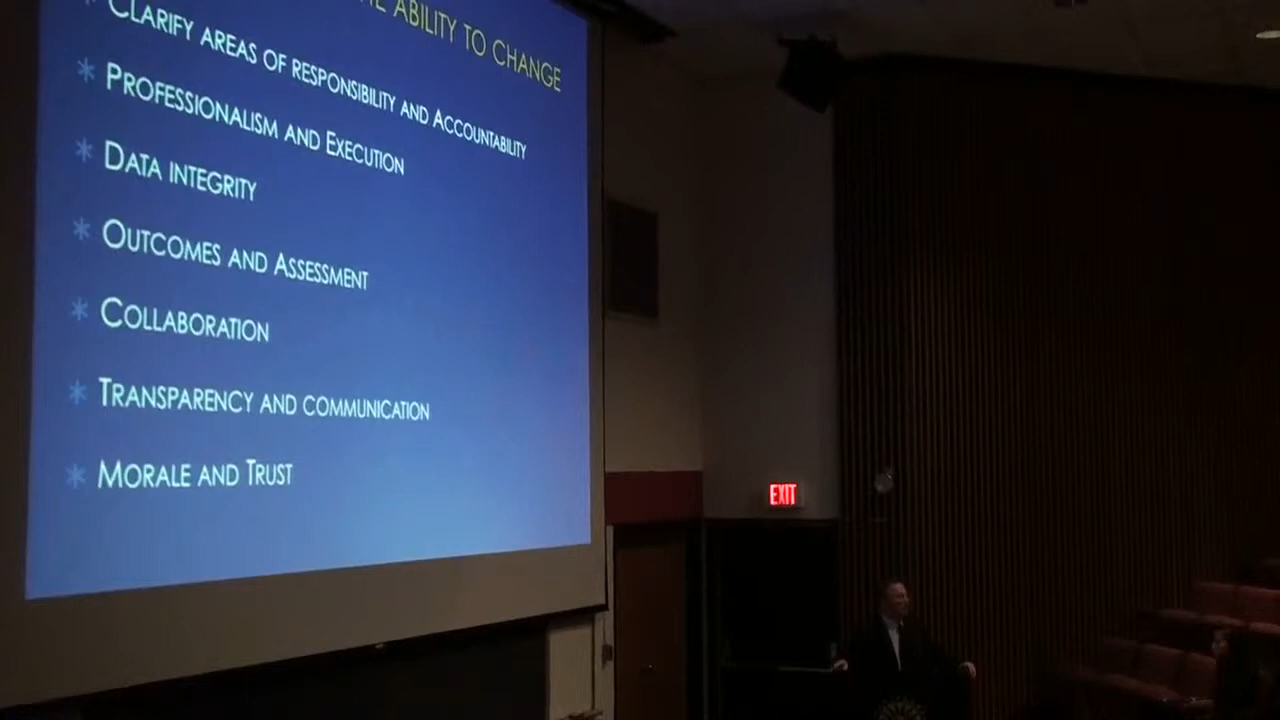 ABILITY TO CHANGE
* CLARIFY AREAS OF RESPONSIBILITY AND ACCOUNTABILITY
* PROFESSIONALISM AND EXECUTION
* DATA INTEGRITY
* OUTCOMES AND ASSESSMENT
* COLLABORATION
* TRANSPARENCY AND COMMUNICATION
* MORALE AND TRUST
EXIT